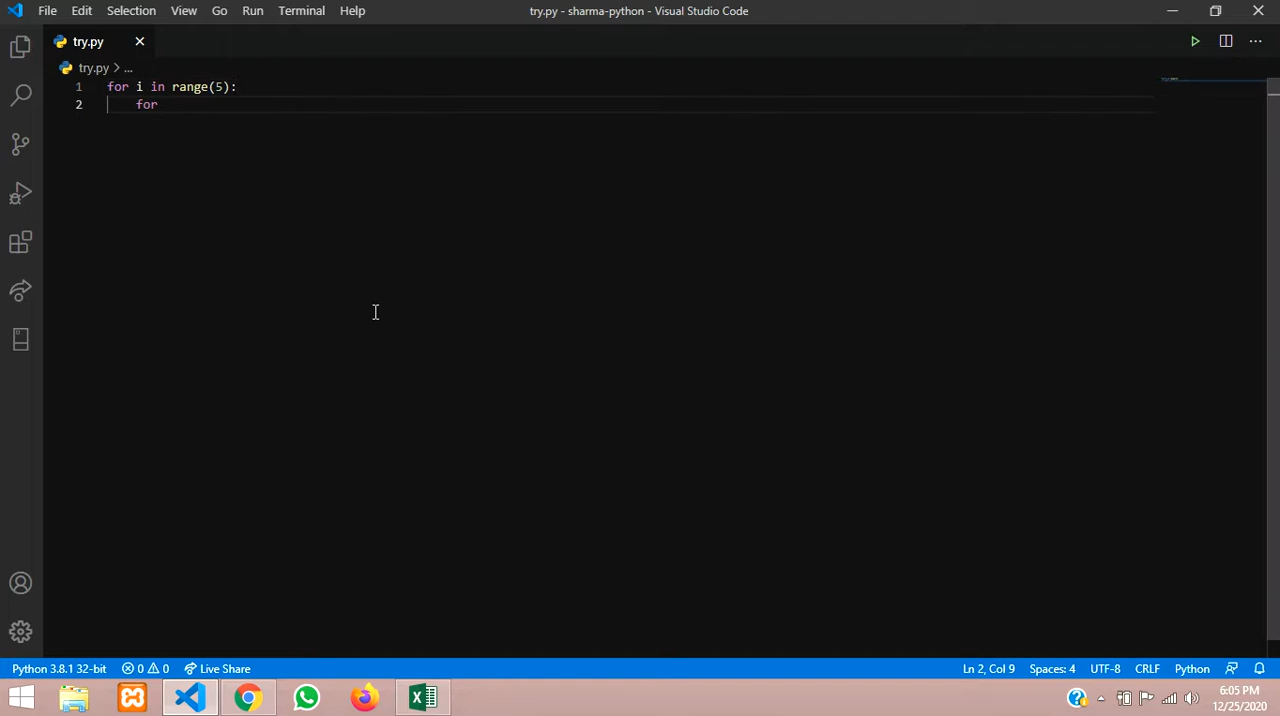 File Edit Selection View Go Run Terminal Help try.py - sharma-python - Visual Studio Code
try.py
try.py > ...
1 for i in range(5):
2 for
Python 3.8.1 32-bit 0 0 Live Share Ln 2, Col 9 Spaces: 4 UTF-8 CRLF Python
6:05 PM
12/25/2020